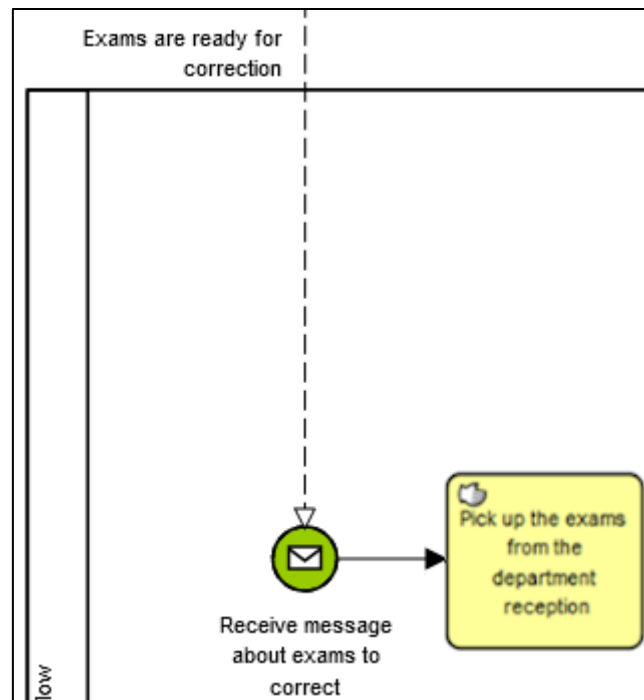 Exams are ready for
correction
Pick up the exams
from the
department
reception
Receive message
about exams to
correct